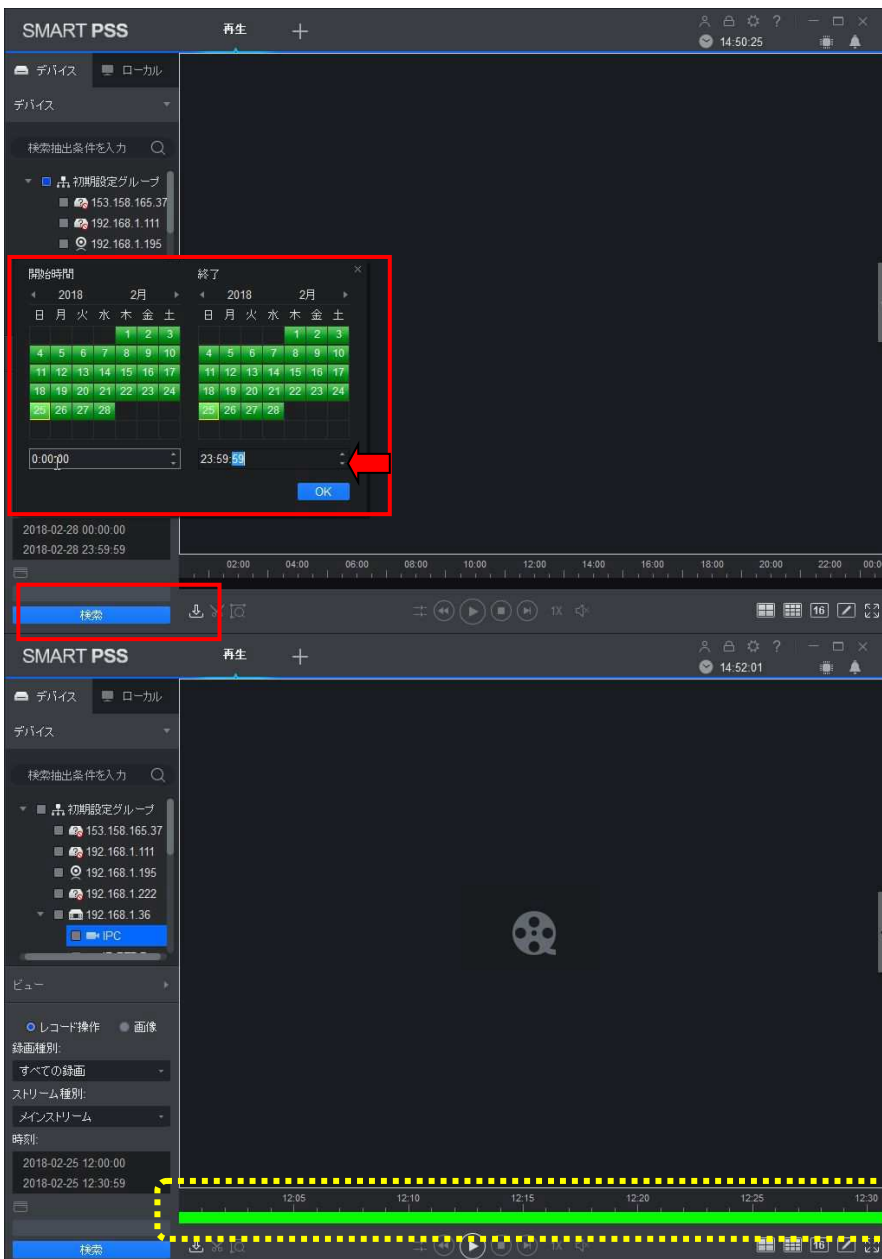 SMART PSS
再生
+
?
14:50:25
デバイス
ローカル
デバイス
検索抽出条件を入力
初期設定グループ
153.158.165.37
192.168.1.111
192.168.1.195
開始時間
終了
2018 2月
2018 2月
日 月 火 水 木 金 土
日 月 火 水 木 金 土
1 2 3
1 2 3
4 5 6 7 8 9 10
4 5 6 7 8 9 10
11 12 13 14 15 16 17
11 12 13 14 15 16 17
18 19 20 21 22 23 24
18 19 20 21 22 23 24
25 26 27 28
25 26 27 28
0:00:00
23:59:59
OK
2018-02-28 00:00:00
2018-02-28 23:59:59
02:00 04:00 06:00 08:00 10:00 12:00 14:00 16:00 18:00 20:00 22:00 00:0
検索
1X
16
SMART PSS
再生
+
?
14:52:01
デバイス
ローカル
デバイス
検索抽出条件を入力
初期設定グループ
153.158.165.37
192.168.1.111
192.168.1.195
192.168.1.222
192.168.1.36
IPC
ビュー
レコード操作
画像
録画種別:
すべての録画
ストリーム種別:
メインストリーム
時刻:
2018-02-25 12:00:00
2018-02-25 12:30:59
12:05 12:10 12:15 12:20 12:25 12:30
検索
1X
16